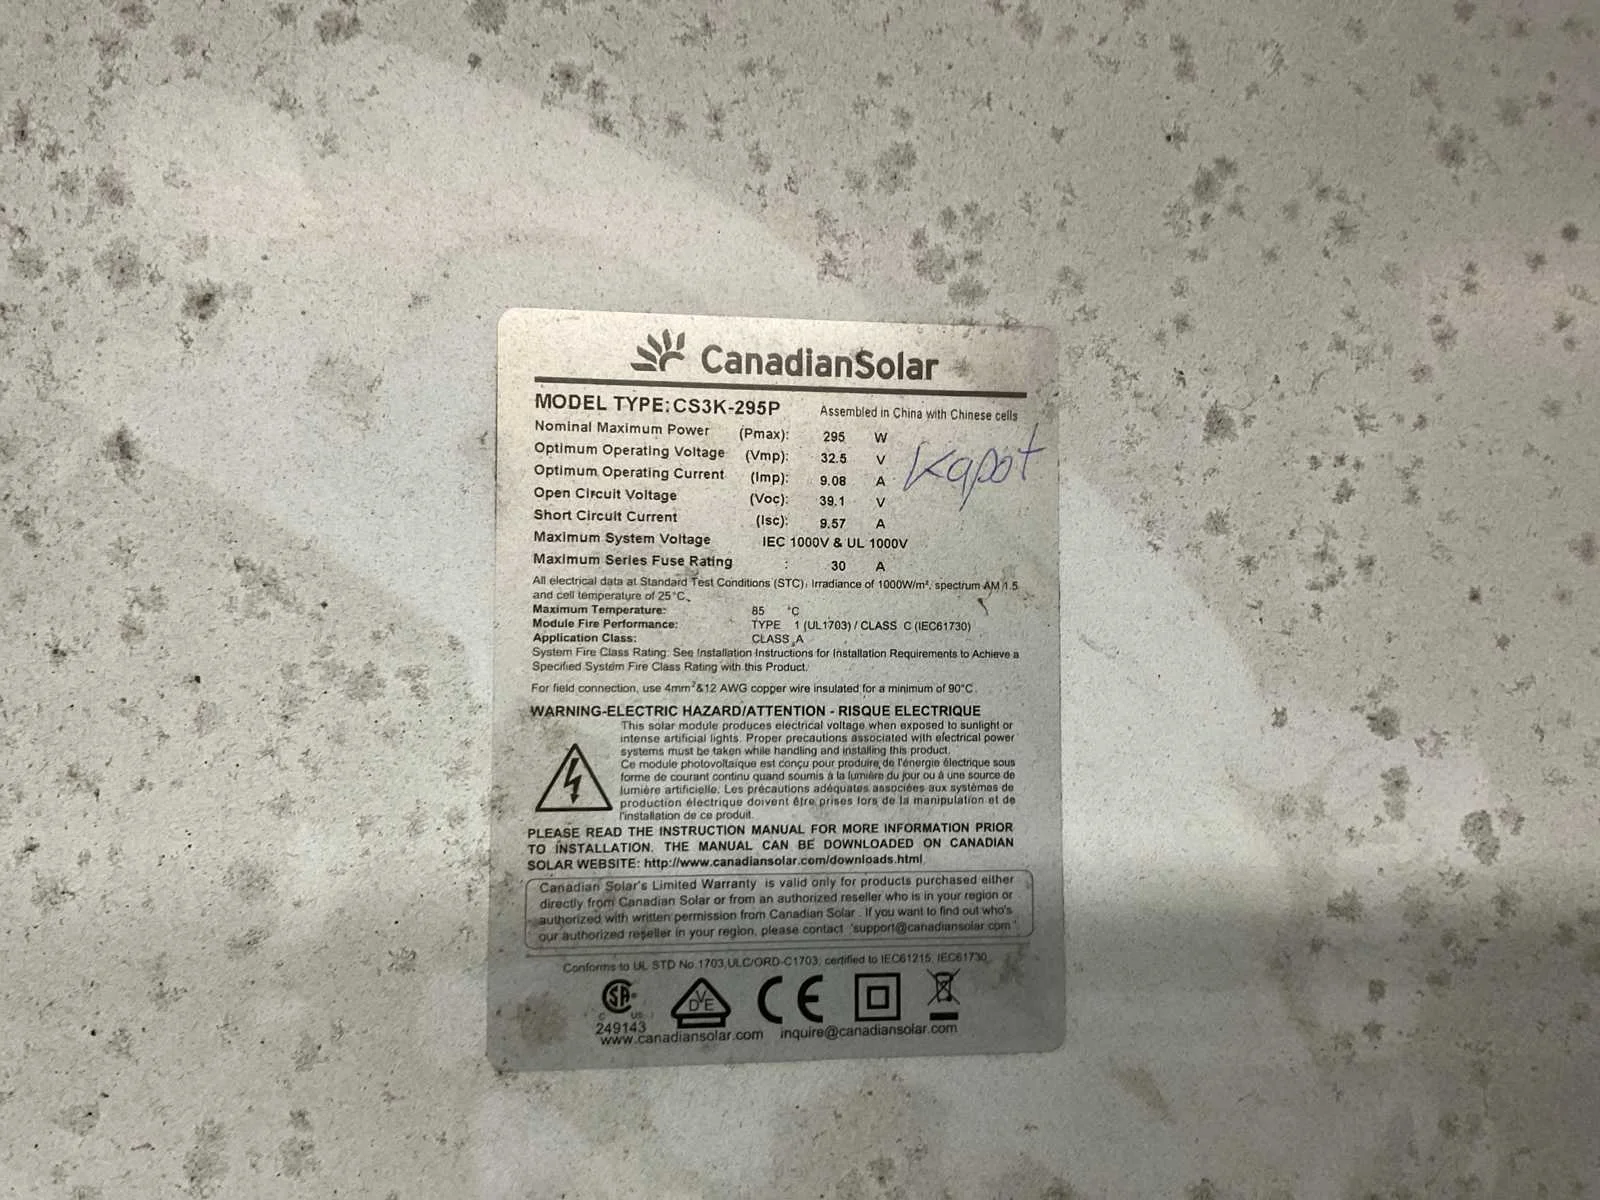 CanadianSolar
MODEL TYPE: CS3K-295P Assembled in China with Chinese cells
Nominal Maximum Power (Pmax): 295 W
Optimum Operating Voltage (Vmp): 32.5 V
Optimum Operating Current (Imp): 9.08 A
Open Circuit Voltage (Voc): 39.1 V
Short Circuit Current (Isc): 9.57 A
kapot
Maximum System Voltage IEC 1000V & UL 1000V
Maximum Series Fuse Rating : 30 A
All electrical data at Standard Test Conditions (STC): Irradiance of 1000W/m², spectrum AM 1.5
and cell temperature of 25°C.
Maximum Temperature: 85 °C
Module Fire Performance: TYPE 1 (UL1703) / CLASS C (IEC61730)
Application Class: CLASS A
System Fire Class Rating: See Installation Instructions for Installation Requirements to Achieve a
Specified System Fire Class Rating with this Product.
For field connection, use 4mm²&12 AWG copper wire insulated for a minimum of 90°C.
WARNING-ELECTRIC HAZARD/ATTENTION - RISQUE ELECTRIQUE
This solar module produces electrical voltage when exposed to sunlight or
intense artificial lights. Proper precautions associated with electrical power
systems must be taken while handling and installing this product.
Ce module photovoltaïque est conçu pour produire de l'énergie électrique sous
forme de courant continu quand soumis à la lumière du jour ou à une source de
lumière artificielle. Les précautions adéquates associées aux systèmes de
production électrique doivent être prises lors de la manipulation et de
l'installation de ce produit.
PLEASE READ THE INSTRUCTION MANUAL FOR MORE INFORMATION PRIOR
TO INSTALLATION. THE MANUAL CAN BE DOWNLOADED ON CANADIAN
SOLAR WEBSITE: http://www.canadiansolar.com/downloads.html
Canadian Solar's Limited Warranty is valid only for products purchased either
directly from Canadian Solar or from an authorized reseller who is in your region or
authorized with written permission from Canadian Solar. If you want to find out who's
our authorized reseller in your region, please contact 'support@canadiansolar.com'
Conforms to UL STD No.1703,ULC/ORD-C1703; certified to IEC61215, IEC61730
SA C US DVE CE
249143
www.canadiansolar.com inquire@canadiansolar.com